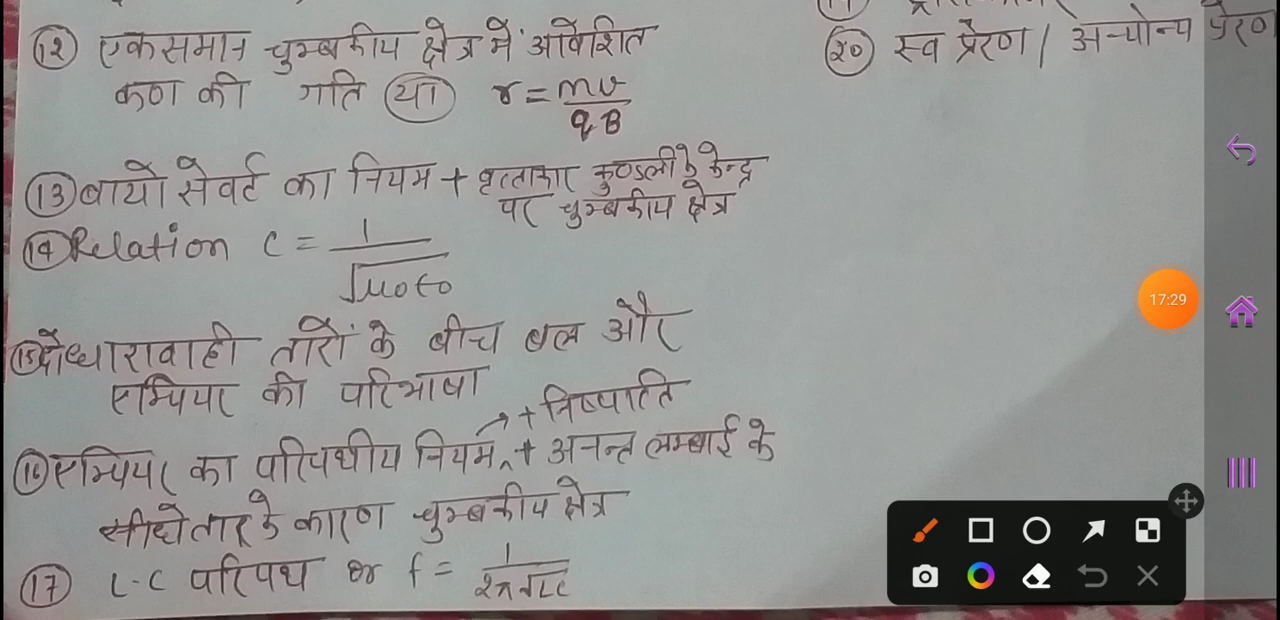 (12) एकसमान चुम्बकीय क्षेत्र में आवेशित
कण की गति (या) r = mv/qB
(13) बायो सेवर्ट का नियम + वृत्ताकार कुण्डली के केन्द्र
पर चुम्बकीय क्षेत्र
(14) Relation C = 1/√μ०ϵ०
(15) दो धारावाही तारों के बीच बल और
एम्पियर की परिभाषा
+ निष्पत्ति
(16) एम्पियर का परिपथीय नियम + अनन्त लम्बाई के
सीधे तार के कारण चुम्बकीय क्षेत्र
(17) L-C परिपथ or f = 1/2π√LC
(20) स्व प्रेरण / अन्योन्य प्रेरण
17:29